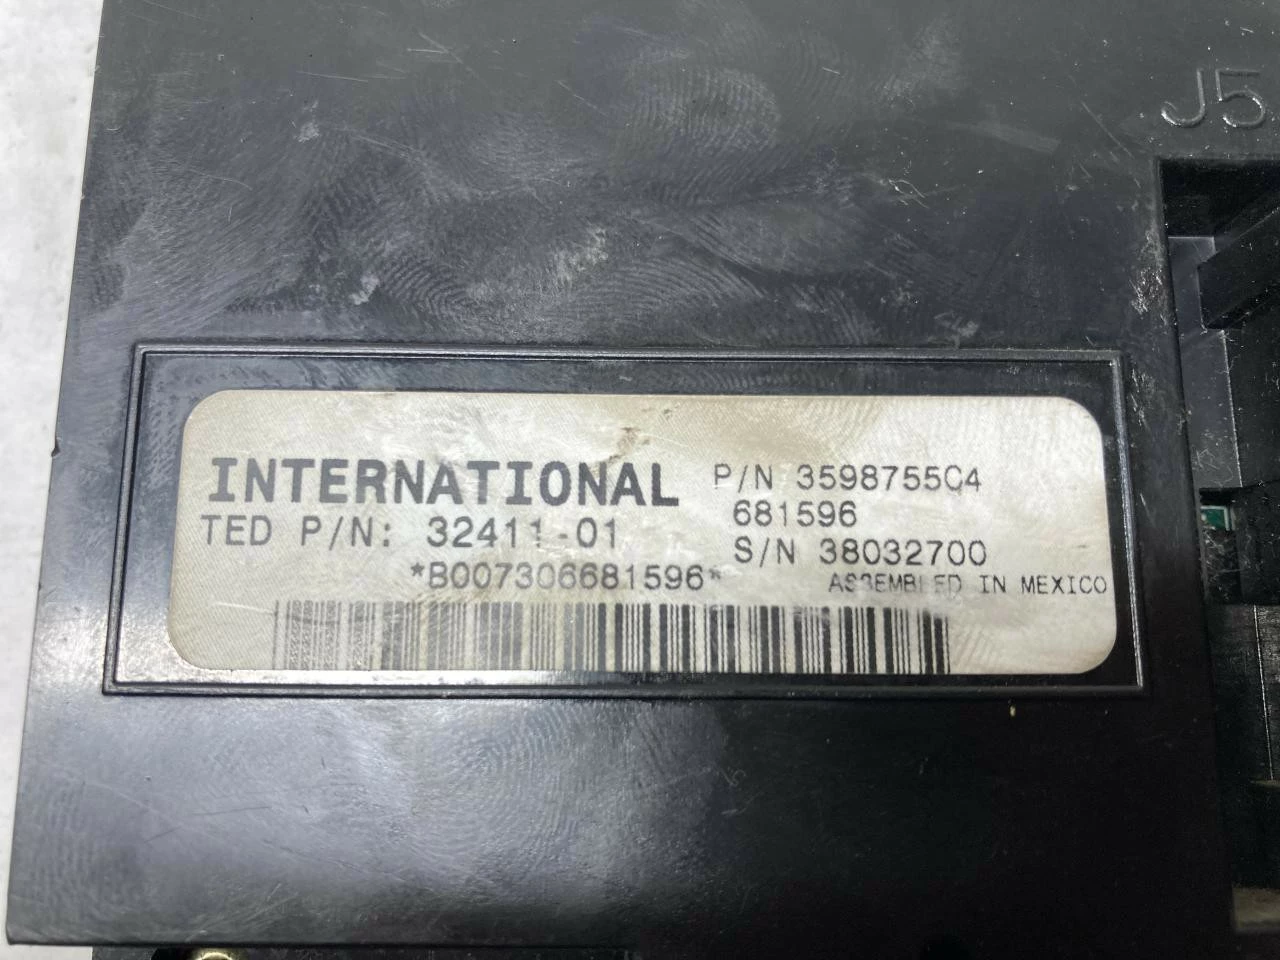 J5
INTERNATIONAL P/N 3598755C4
681596
TED P/N: 32411-01
S/N 38032700
*B007306681596*
ASSEMBLED IN MEXICO